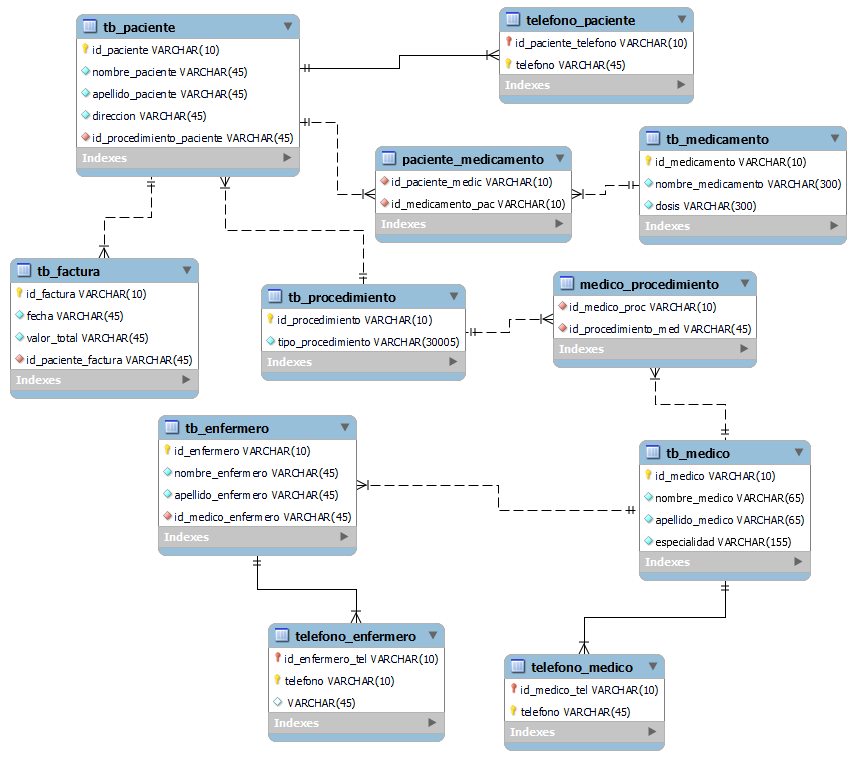 tb_paciente
id_paciente VARCHAR(10)
nombre_paciente VARCHAR(45)
apellido_paciente VARCHAR(45)
direccion VARCHAR(45)
id_procedimiento_paciente VARCHAR(45)
Indexes
telefono_paciente
id_paciente_telefono VARCHAR(10)
telefono VARCHAR(45)
Indexes
paciente_medicamento
id_paciente_medic VARCHAR(10)
id_medicamento_pac VARCHAR(10)
Indexes
tb_medicamento
id_medicamento VARCHAR(10)
nombre_medicamento VARCHAR(300)
dosis VARCHAR(300)
Indexes
tb_factura
id_factura VARCHAR(10)
fecha VARCHAR(45)
valor_total VARCHAR(45)
id_paciente_factura VARCHAR(45)
Indexes
tb_procedimiento
id_procedimiento VARCHAR(10)
tipo_procedimiento VARCHAR(30005)
Indexes
medico_procedimiento
id_medico_proc VARCHAR(10)
id_procedimiento_med VARCHAR(45)
Indexes
tb_enfermero
id_enfermero VARCHAR(10)
nombre_enfermero VARCHAR(45)
apellido_enfermero VARCHAR(45)
id_medico_enfermero VARCHAR(45)
Indexes
tb_medico
id_medico VARCHAR(10)
nombre_medico VARCHAR(65)
apellido_medico VARCHAR(65)
especialidad VARCHAR(155)
Indexes
telefono_enfermero
id_enfermero_tel VARCHAR(10)
telefono VARCHAR(10)
VARCHAR(45)
Indexes
telefono_medico
id_medico_tel VARCHAR(10)
telefono VARCHAR(45)
Indexes